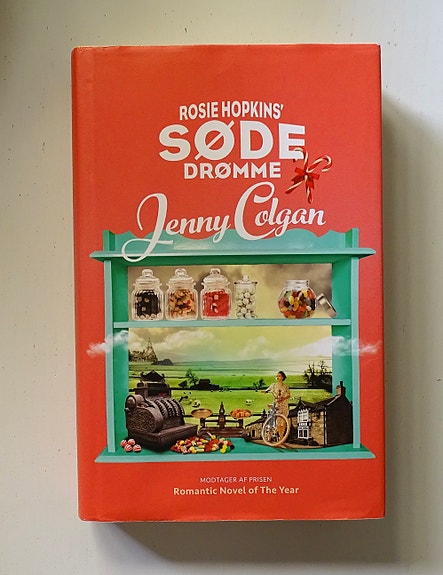 ROSIE HOPKINS'
SØDE
DRØMME
Jenny Colgan
MODTAGER AF PRISEN
Romantic Novel of The Year